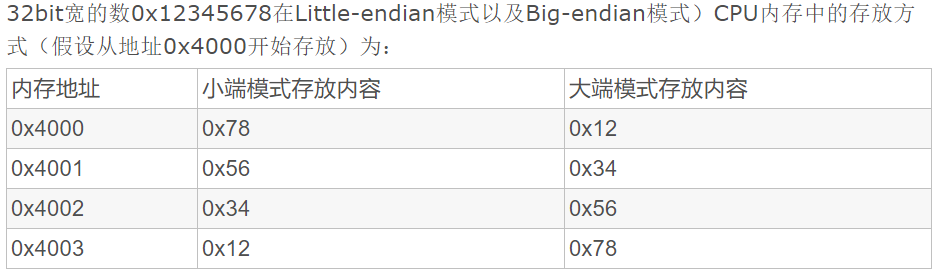 32bit宽的数0x12345678在Little-endian模式以及Big-endian模式）CPU内存中的存放方
式（假设从地址0x4000开始存放）为：
内存地址 小端模式存放内容 大端模式存放内容
0x4000 0x78 0x12
0x4001 0x56 0x34
0x4002 0x34 0x56
0x4003 0x12 0x78